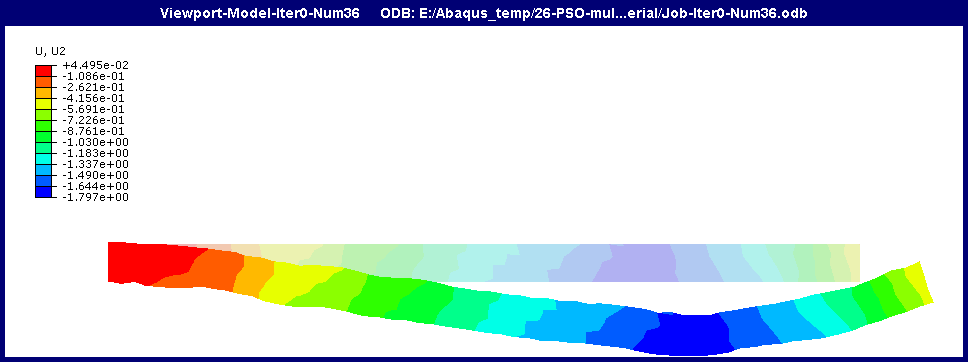 Viewport-Model-Iter0-Num36     ODB: E:/Abaqus_temp/26-PSO-mul...erial/Job-Iter0-Num36.odb
U, U2
+4.495e-02
-1.086e-01
-2.621e-01
-4.156e-01
-5.691e-01
-7.226e-01
-8.761e-01
-1.030e+00
-1.183e+00
-1.337e+00
-1.490e+00
-1.644e+00
-1.797e+00